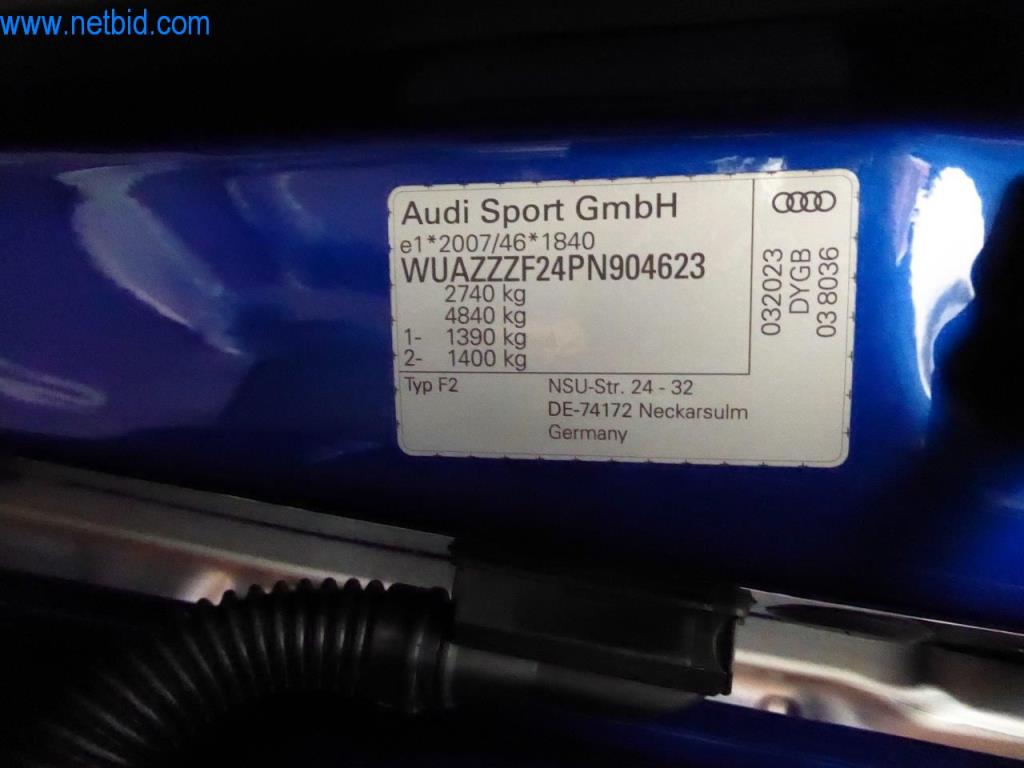 www.netbid.com
Audi Sport GmbH
e1*2007/46*1840
WUAZZZF24PN904623
2740 kg
4840 kg
1- 1390 kg
2- 1400 kg
Typ F2
NSU-Str. 24 - 32
DE-74172 Neckarsulm
Germany
032023
DYGB
03 8036